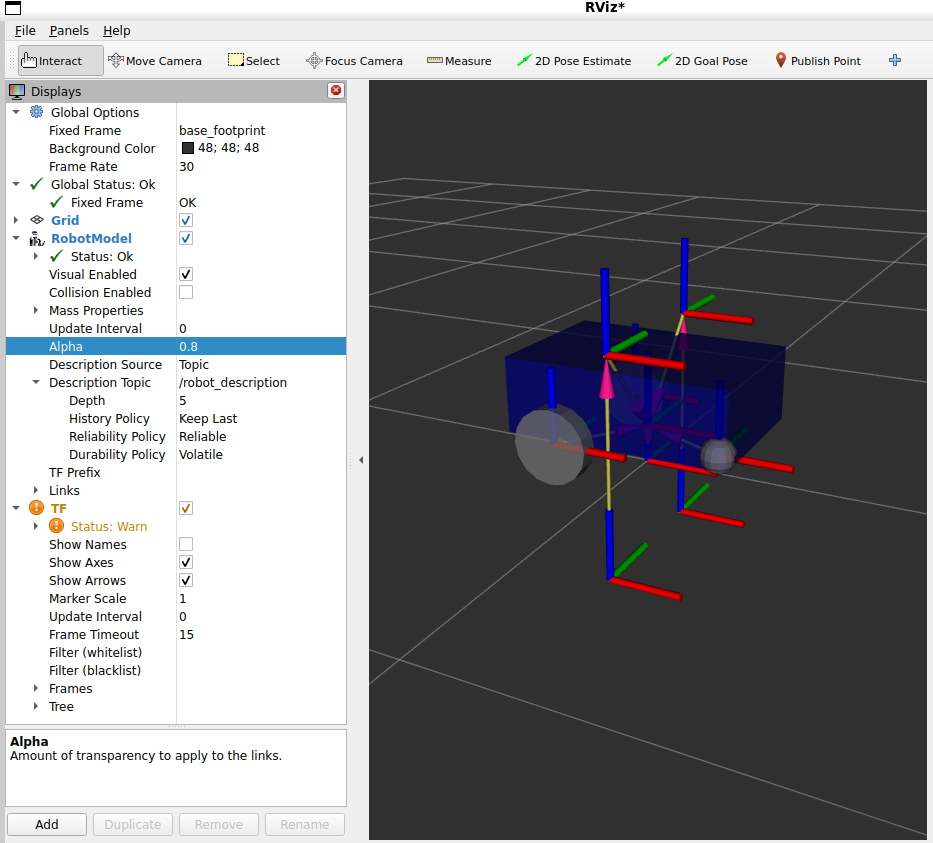 RViz*
File Panels Help
Interact Move Camera Select Focus Camera Measure 2D Pose Estimate 2D Goal Pose Publish Point
Displays
Global Options
Fixed Frame base_footprint
Background Color 48; 48; 48
Frame Rate 30
Global Status: Ok
Fixed Frame OK
Grid
RobotModel
Status: Ok
Visual Enabled
Collision Enabled
Mass Properties
Update Interval 0
Alpha 0.8
Description Source Topic
Description Topic /robot_description
Depth 5
History Policy Keep Last
Reliability Policy Reliable
Durability Policy Volatile
TF Prefix
Links
TF
Status: Warn
Show Names
Show Axes
Show Arrows
Marker Scale 1
Update Interval 0
Frame Timeout 15
Filter (whitelist)
Filter (blacklist)
Frames
Tree
Alpha
Amount of transparency to apply to the links.
Add Duplicate Remove Rename